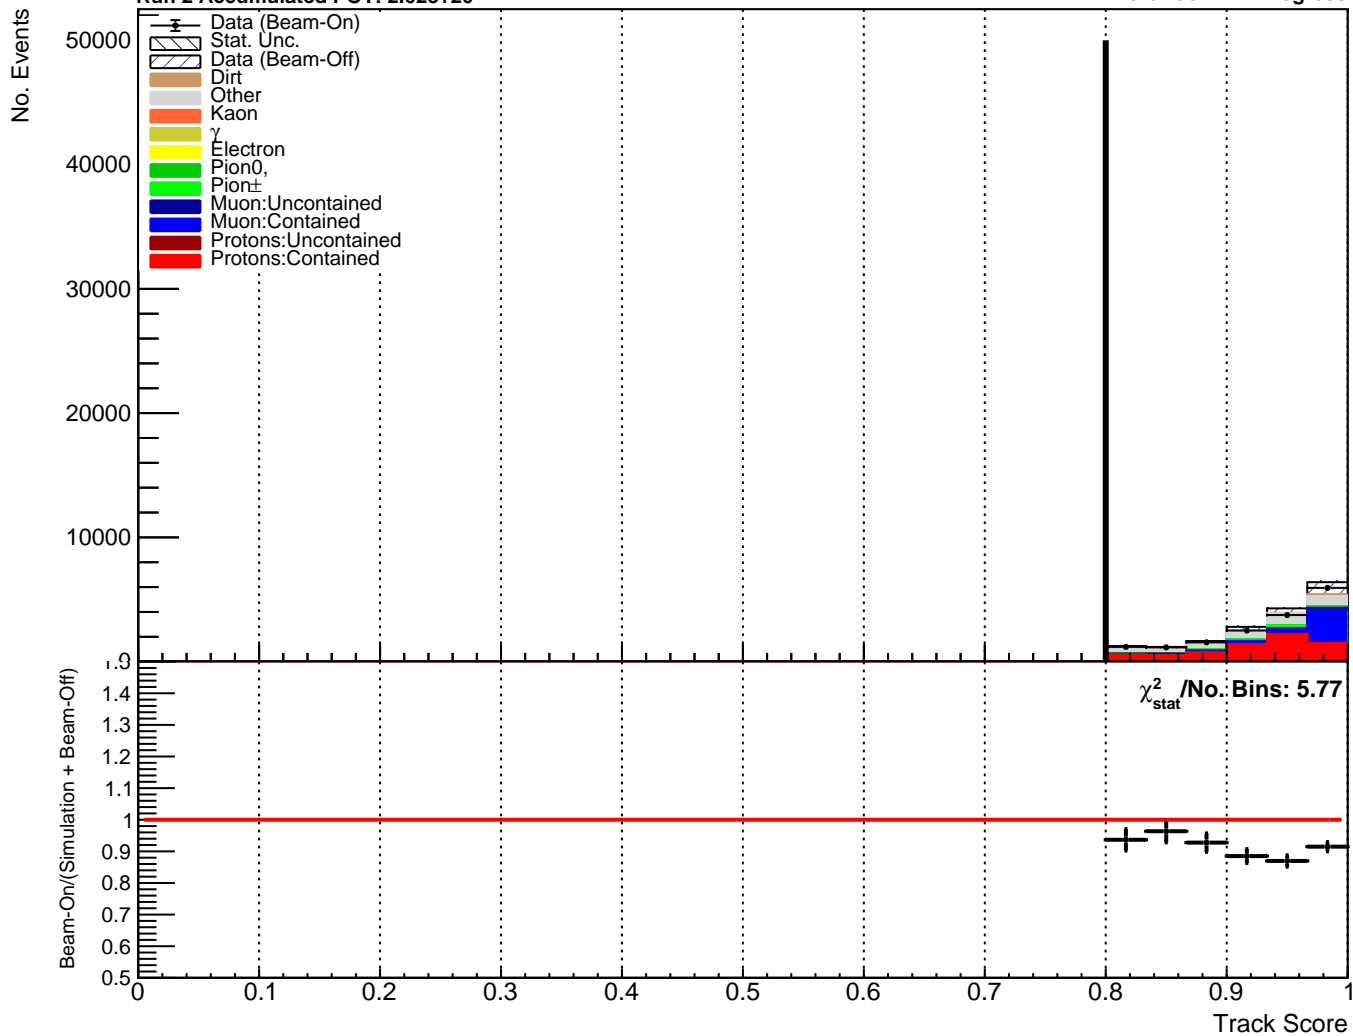 No. Events
50000
40000
30000
20000
10000
Data (Beam-On)
Stat. Unc.
Data (Beam-Off)
Dirt
Other
Kaon
γ
Electron
Pion0,
Pion±
Muon:Uncontained
Muon:Contained
Protons:Uncontained
Protons:Contained
χ²stat/No. Bins: 5.77
Beam-On/(Simulation + Beam-Off)
1.4
1.3
1.2
1.1
1
0.9
0.8
0.7
0.6
0.5
0 0.1 0.2 0.3 0.4 0.5 0.6 0.7 0.8 0.9 1
Track Score